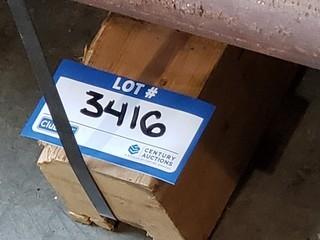 LOT #
3416
CENTURY
AUCTIONS